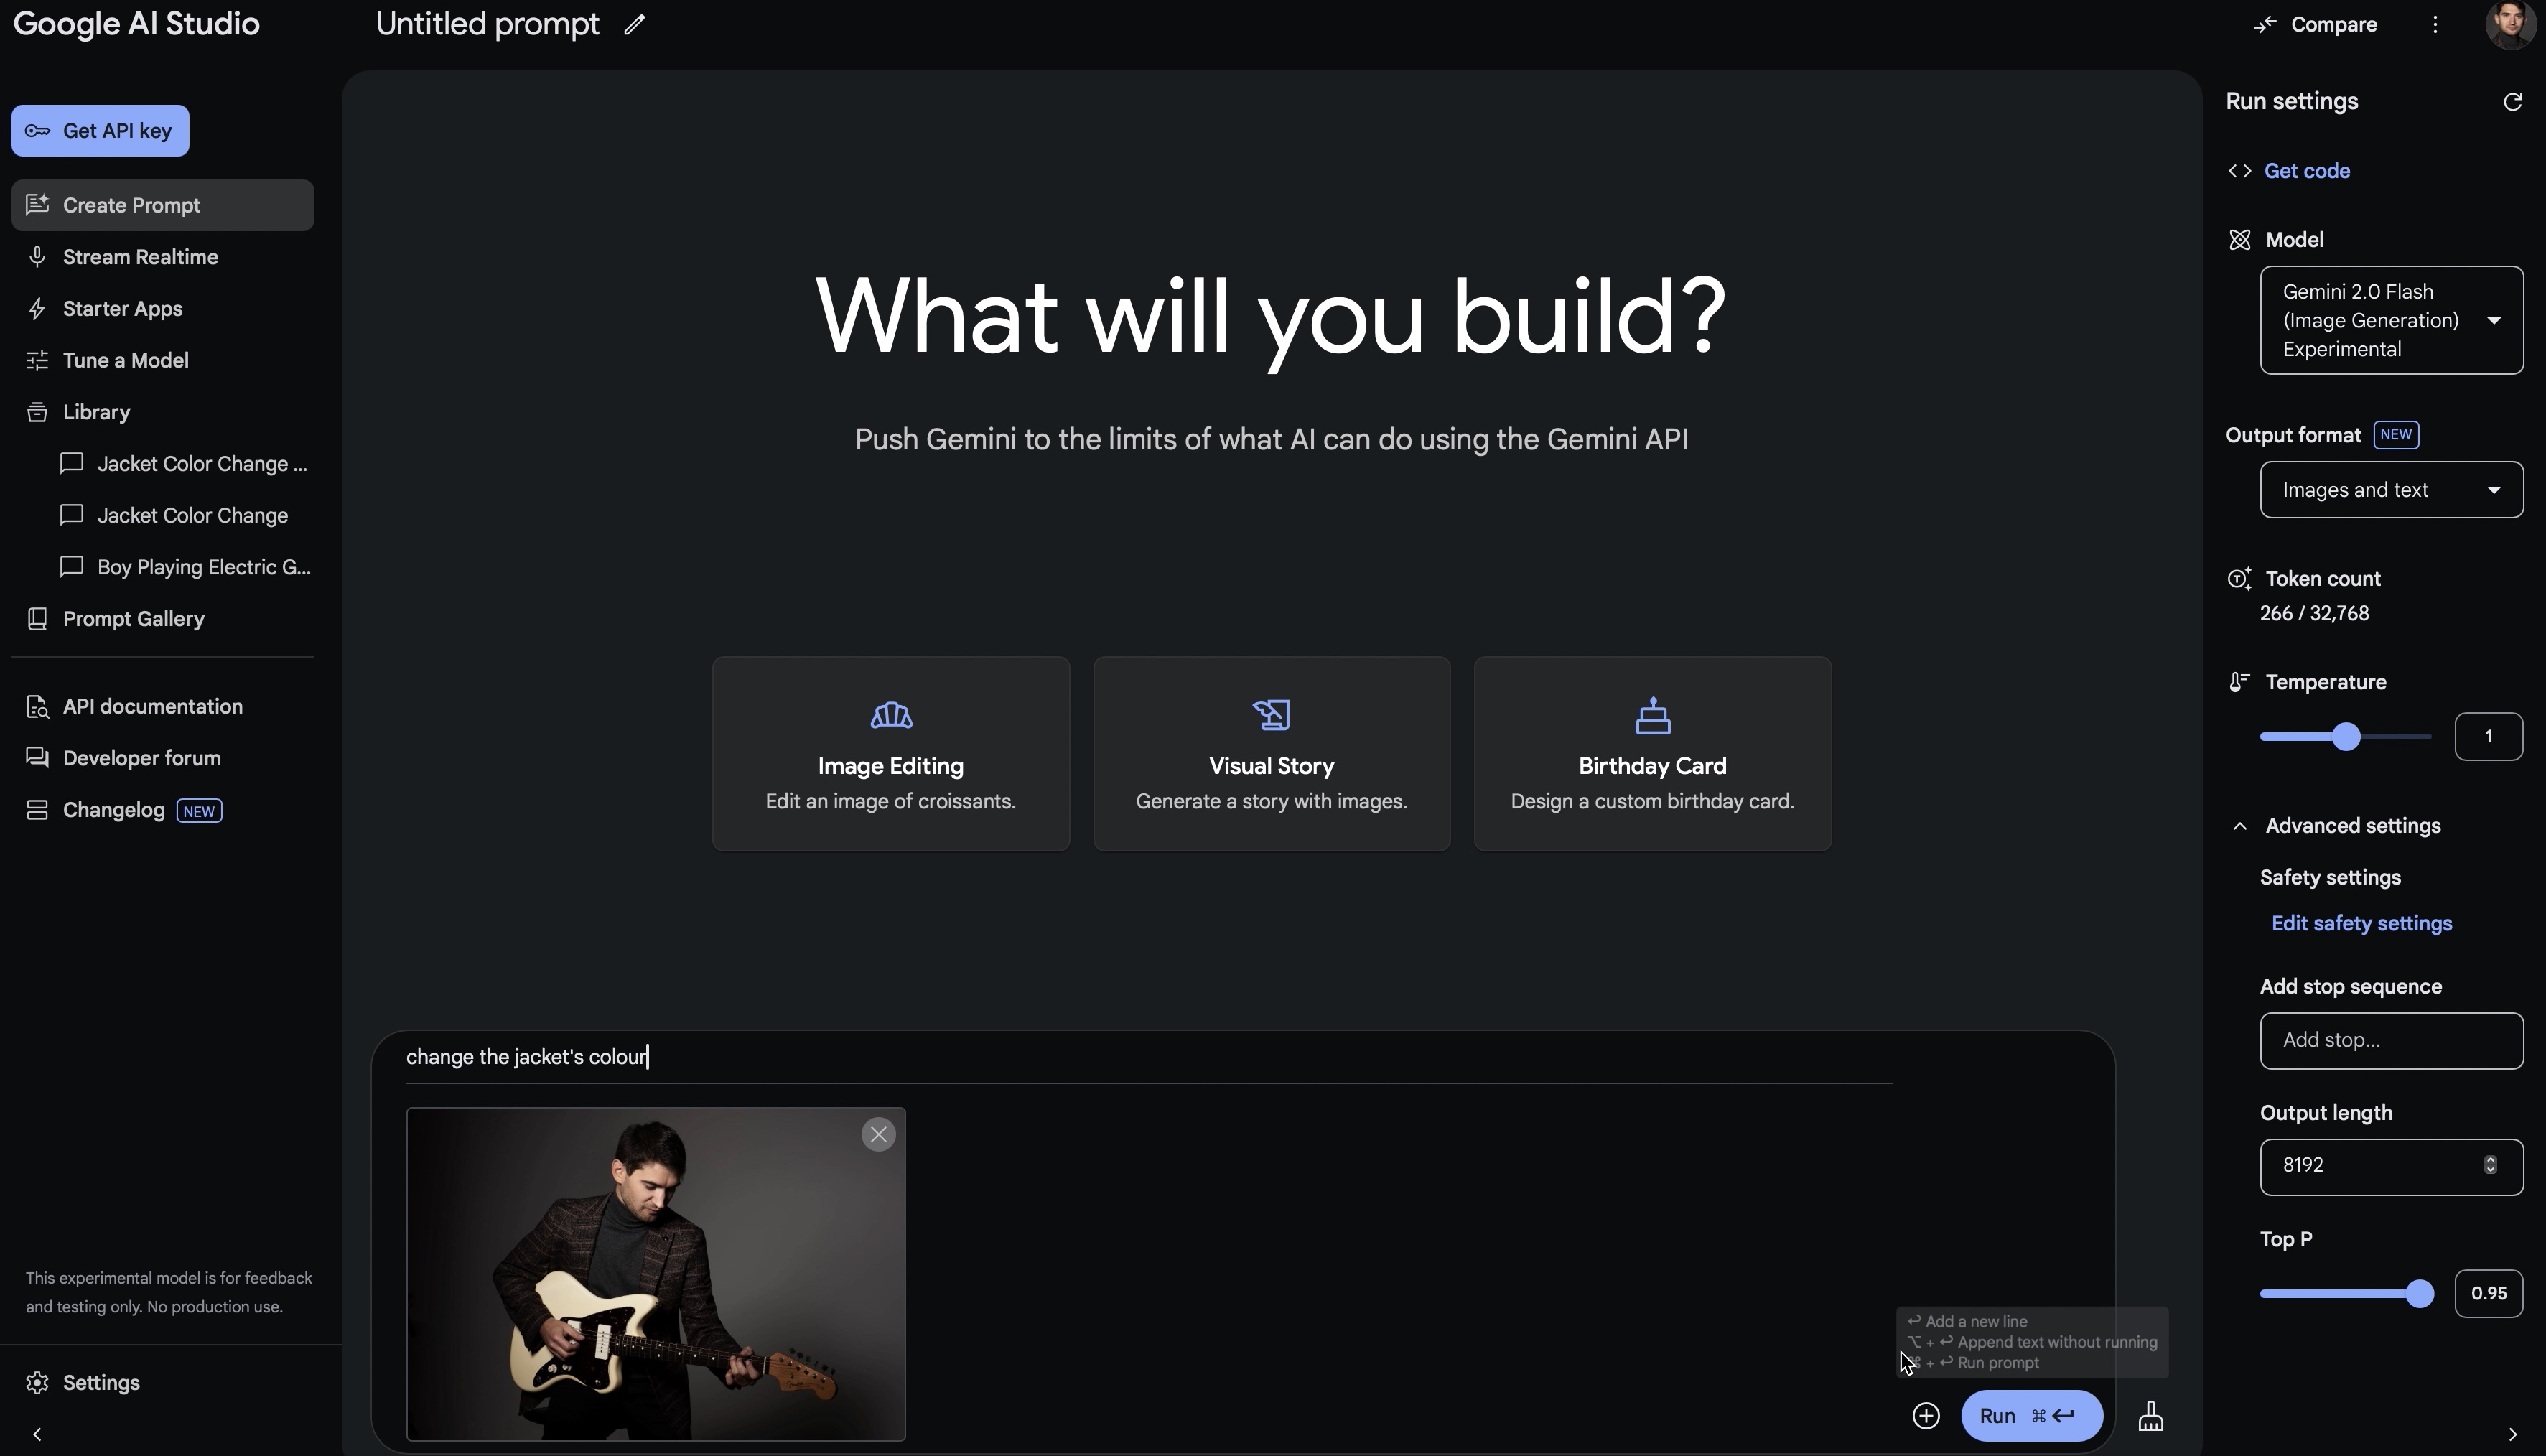 Google AI Studio
Untitled prompt
Compare
Get API key
Create Prompt
Stream Realtime
Starter Apps
Tune a Model
Library
Jacket Color Change ...
Jacket Color Change
Boy Playing Electric G...
Prompt Gallery
API documentation
Developer forum
Changelog NEW
This experimental model is for feedback
and testing only. No production use.
Settings
What will you build?
Push Gemini to the limits of what AI can do using the Gemini API
Image Editing
Edit an image of croissants.
Visual Story
Generate a story with images.
Birthday Card
Design a custom birthday card.
change the jacket's colour
↩ Add a new line
⌥ + ↩ Append text without running
⌘ + ↩ Run prompt
Run ⌘ ↩
Run settings
Get code
Model
Gemini 2.0 Flash
(Image Generation)
Experimental
Output format NEW
Images and text
Token count
266 / 32,768
Temperature
1
Advanced settings
Safety settings
Edit safety settings
Add stop sequence
Add stop...
Output length
8192
Top P
0.95